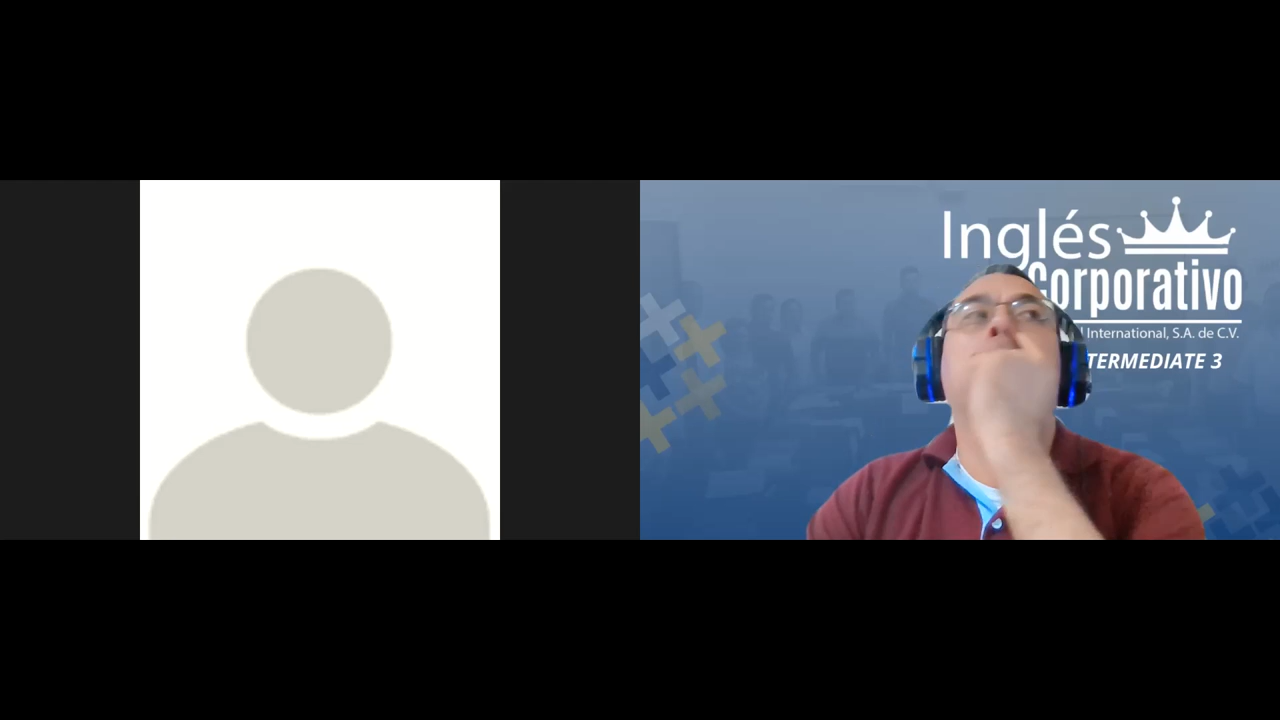 Inglés
Corporativo
International, S.A. de C.V.
TERMEDIATE 3